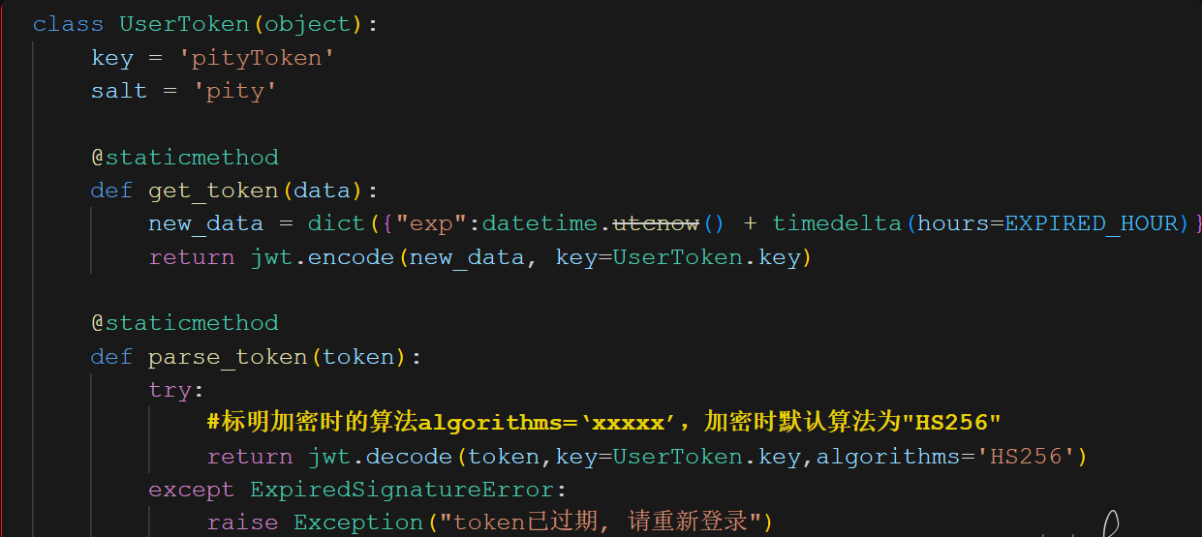 class UserToken(object):
key = 'pityToken'
salt = 'pity'
@staticmethod
def get_token(data):
new_data = dict({"exp":datetime.utcnow() + timedelta(hours=EXPIRED_HOUR)}
return jwt.encode(new_data, key=UserToken.key)
@staticmethod
def parse_token(token):
try:
#标明加密时的算法algorithms=‘xxxxx’，加密时默认算法为"HS256"
return jwt.decode(token,key=UserToken.key,algorithms='HS256')
except ExpiredSignatureError:
raise Exception("token已过期, 请重新登录")